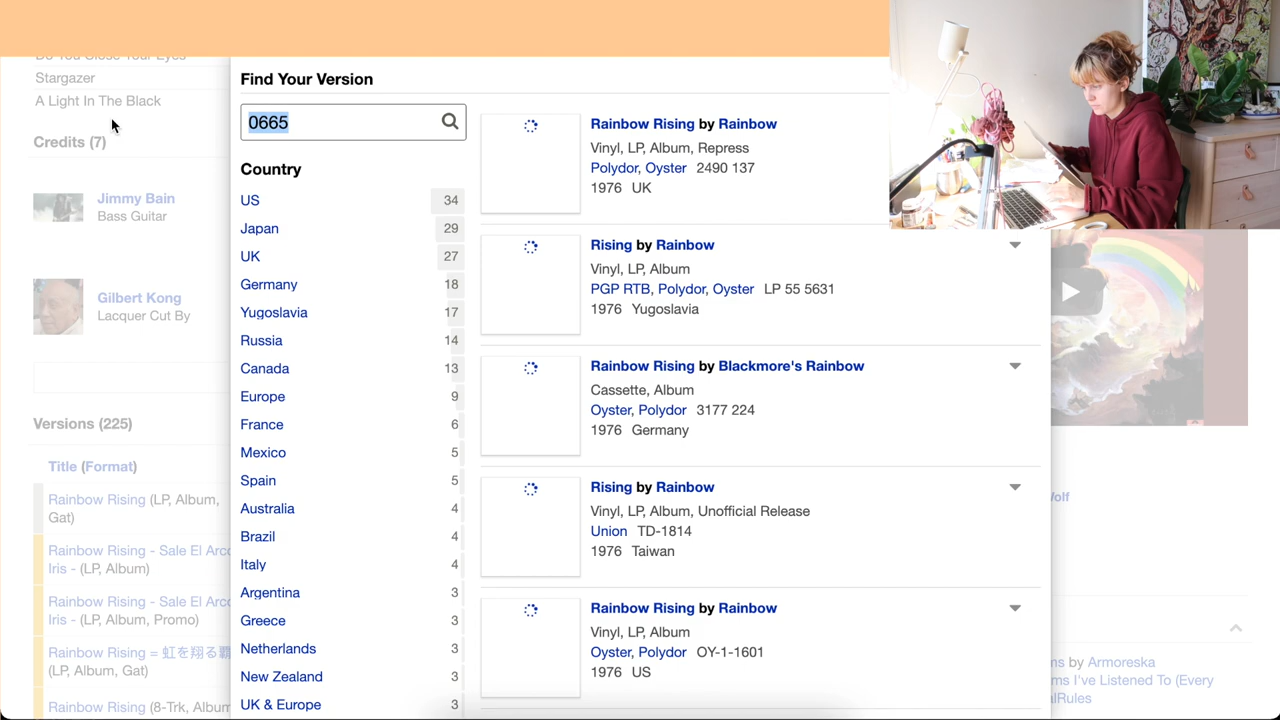 Do You Close Your Eyes
Stargazer
A Light In The Black
Credits (7)
Jimmy Bain
Bass Guitar
Gilbert Kong
Lacquer Cut By
Versions (225)
Title (Format)
Rainbow Rising (LP, Album,
Gat)
Rainbow Rising - Sale El Arco
Iris - (LP, Album)
Rainbow Rising - Sale El Arco
Iris - (LP, Album, Promo)
Rainbow Rising = 虹を翔る覇
(LP, Album, Gat)
Rainbow Rising (8-Trk, Album
Find Your Version
0665
Country
US 34
Japan 29
UK 27
Germany 18
Yugoslavia 17
Russia 14
Canada 13
Europe 9
France 6
Mexico 5
Spain 5
Australia 4
Brazil 4
Italy 4
Argentina 3
Greece 3
Netherlands 3
New Zealand 3
UK & Europe 3
Rainbow Rising by Rainbow
Vinyl, LP, Album, Repress
Polydor, Oyster 2490 137
1976 UK
Rising by Rainbow
Vinyl, LP, Album
PGP RTB, Polydor, Oyster LP 55 5631
1976 Yugoslavia
Rainbow Rising by Blackmore's Rainbow
Cassette, Album
Oyster, Polydor 3177 224
1976 Germany
Rising by Rainbow
Vinyl, LP, Album, Unofficial Release
Union TD-1814
1976 Taiwan
Rainbow Rising by Rainbow
Vinyl, LP, Album
Oyster, Polydor OY-1-1601
1976 US
Wolf
ns by Armoreska
ms I've Listened To (Every
alRules